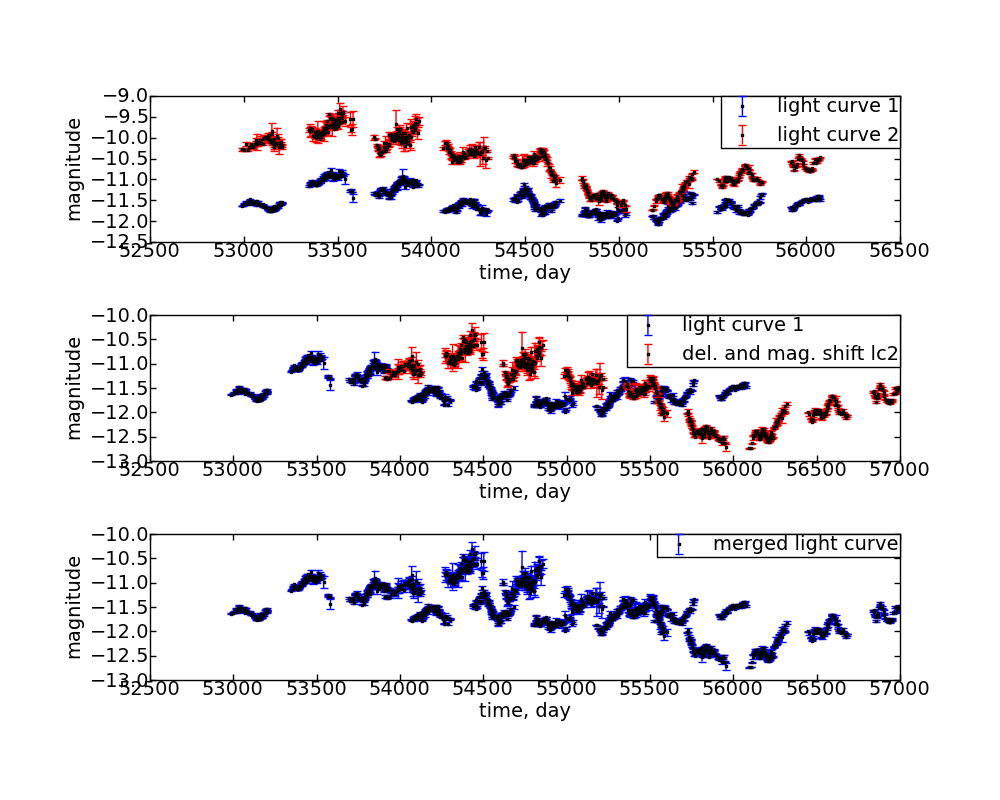 −9.0
−9.5
−10.0
−10.5
−11.0
−11.5
−12.0
−12.5
magnitude
light curve 1
light curve 2
52500 53000 53500 54000 54500 55000 55500 56000 56500
time, day
−10.0
−10.5
−11.0
−11.5
−12.0
−12.5
−13.0
magnitude
light curve 1
del. and mag. shift lc2
52500 53000 53500 54000 54500 55000 55500 56000 56500 57000
time, day
−10.0
−10.5
−11.0
−11.5
−12.0
−12.5
−13.0
magnitude
merged light curve
52500 53000 53500 54000 54500 55000 55500 56000 56500 57000
time, day